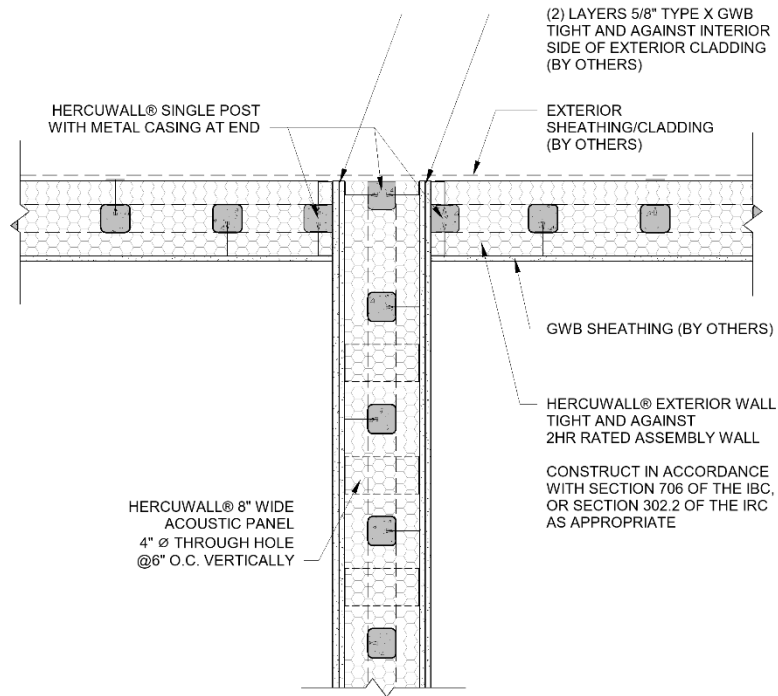 (2) LAYERS 5/8" TYPE X GWB
TIGHT AND AGAINST INTERIOR
SIDE OF EXTERIOR CLADDING
(BY OTHERS)
HERCUWALL® SINGLE POST
WITH METAL CASING AT END
EXTERIOR
SHEATHING/CLADDING
(BY OTHERS)
GWB SHEATHING (BY OTHERS)
HERCUWALL® EXTERIOR WALL
TIGHT AND AGAINST
2HR RATED ASSEMBLY WALL
CONSTRUCT IN ACCORDANCE
WITH SECTION 706 OF THE IBC,
OR SECTION 302.2 OF THE IRC
AS APPROPRIATE
HERCUWALL® 8" WIDE
ACOUSTIC PANEL
4" Ø THROUGH HOLE
@6" O.C. VERTICALLY